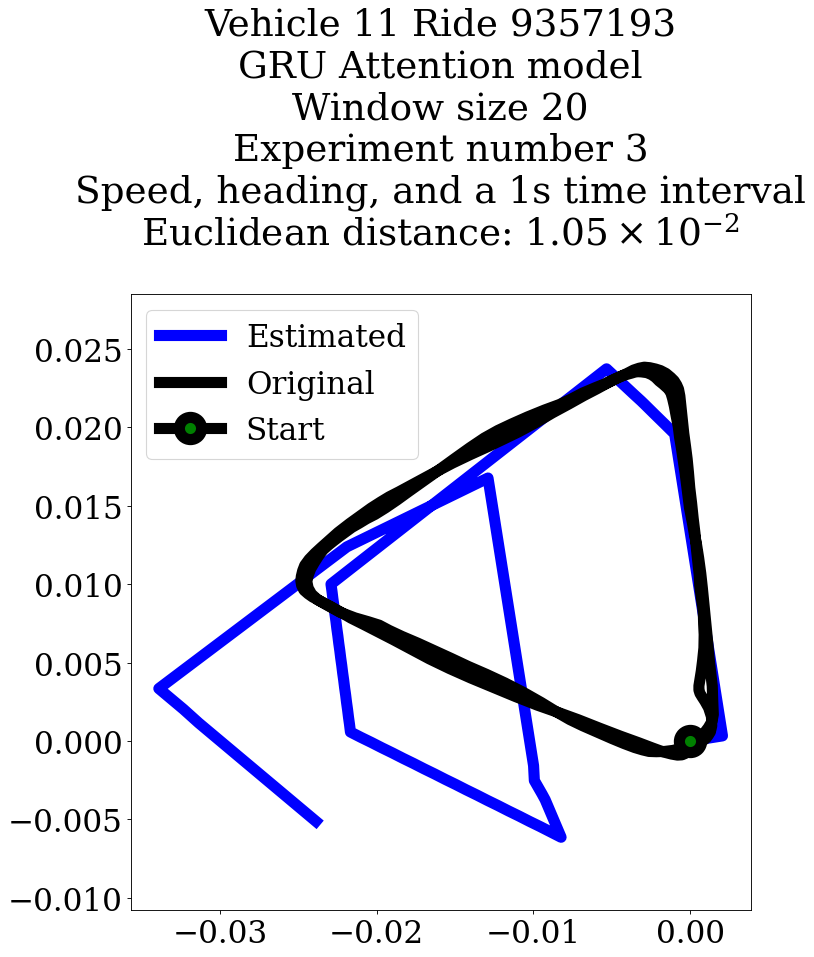 Vehicle 11 Ride 9357193
GRU Attention model
Window size 20
Experiment number 3
Speed, heading, and a 1s time interval
Euclidean distance: 1.05 × 10⁻²
Estimated
Original
Start
0.025
0.020
0.015
0.010
0.005
0.000
−0.005
−0.010
−0.03 −0.02 −0.01 0.00